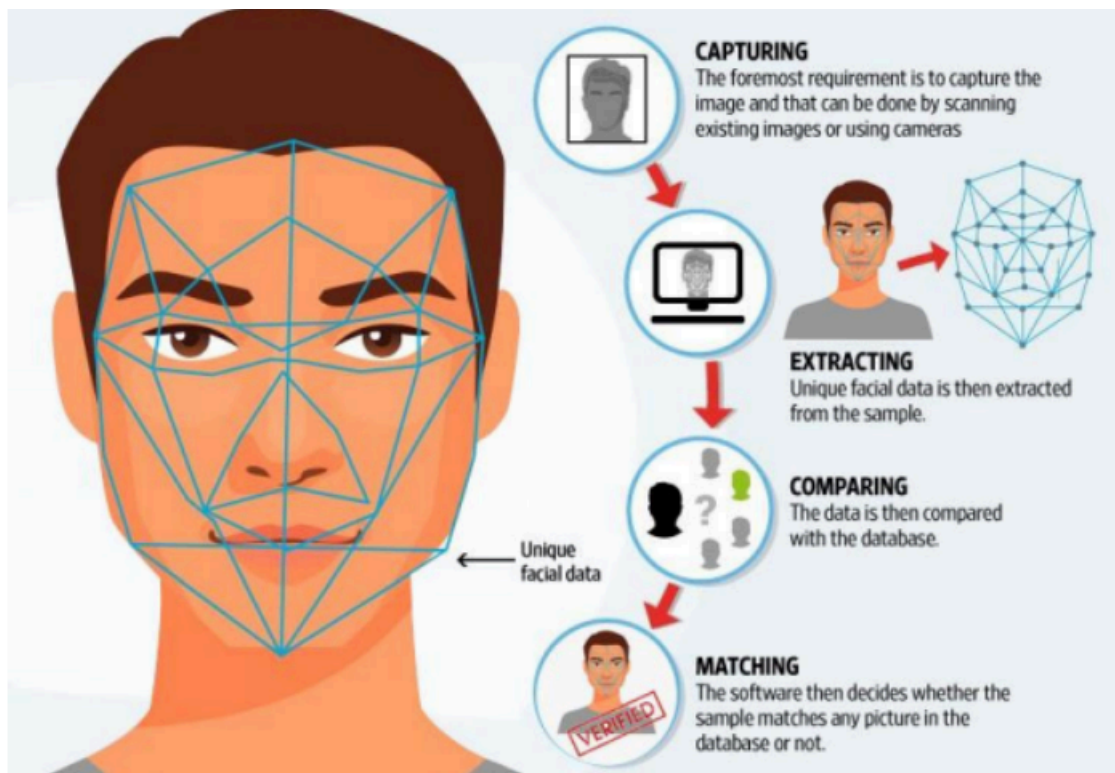 CAPTURING
The foremost requirement is to capture the
image and that can be done by scanning
existing images or using cameras
EXTRACTING
Unique facial data is then extracted
from the sample.
COMPARING
The data is then compared
with the database.
?
Unique
facial data
MATCHING
The software then decides whether the
sample matches any picture in the
database or not.
VERIFIED